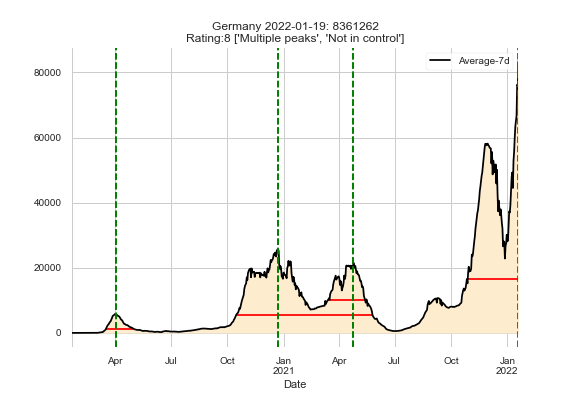 Germany 2022-01-19: 8361262
Rating:8 ['Multiple peaks', 'Not in control']
Average-7d
80000
60000
40000
20000
0
Apr Jul Oct Jan Apr Jul Oct Jan
2021 2022
Date